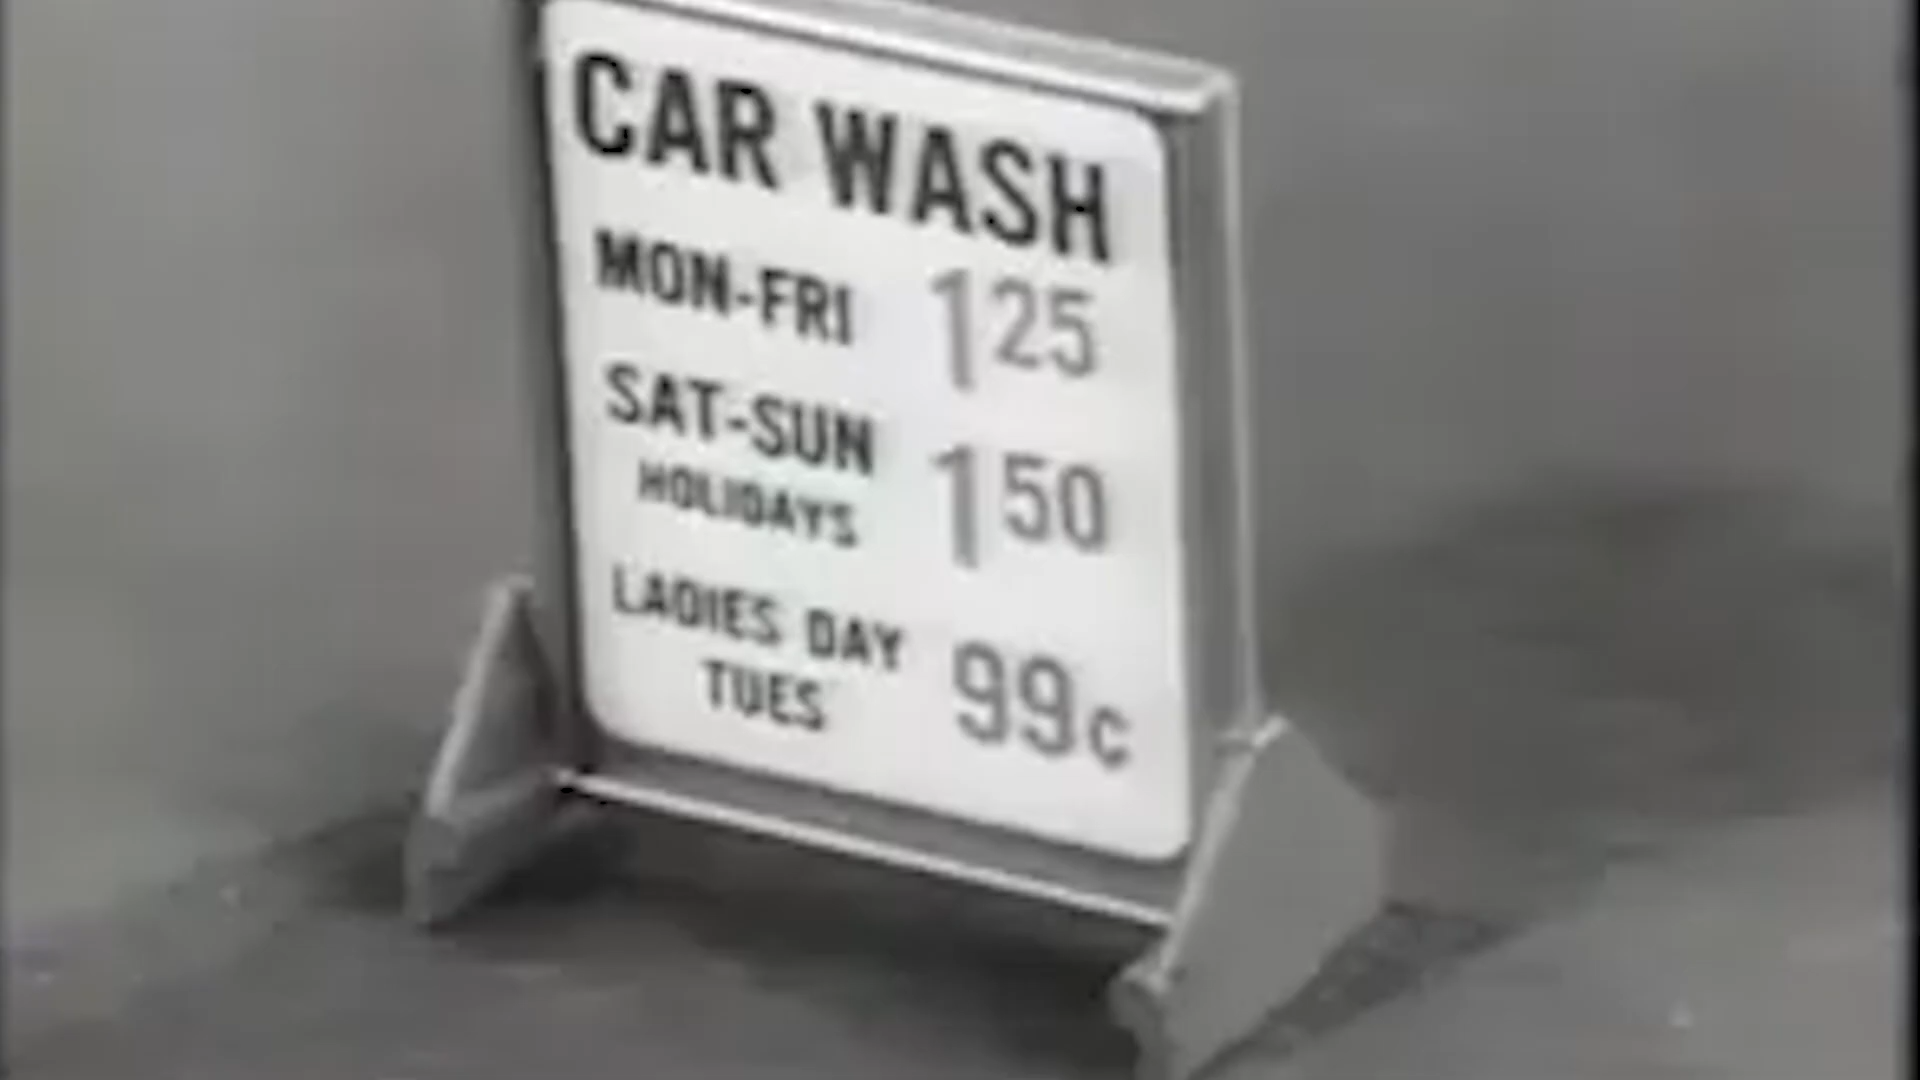 CAR WASH
MON-FRI 125
SAT-SUN 150
HOLIDAYS
LADIES DAY 99c
TUES